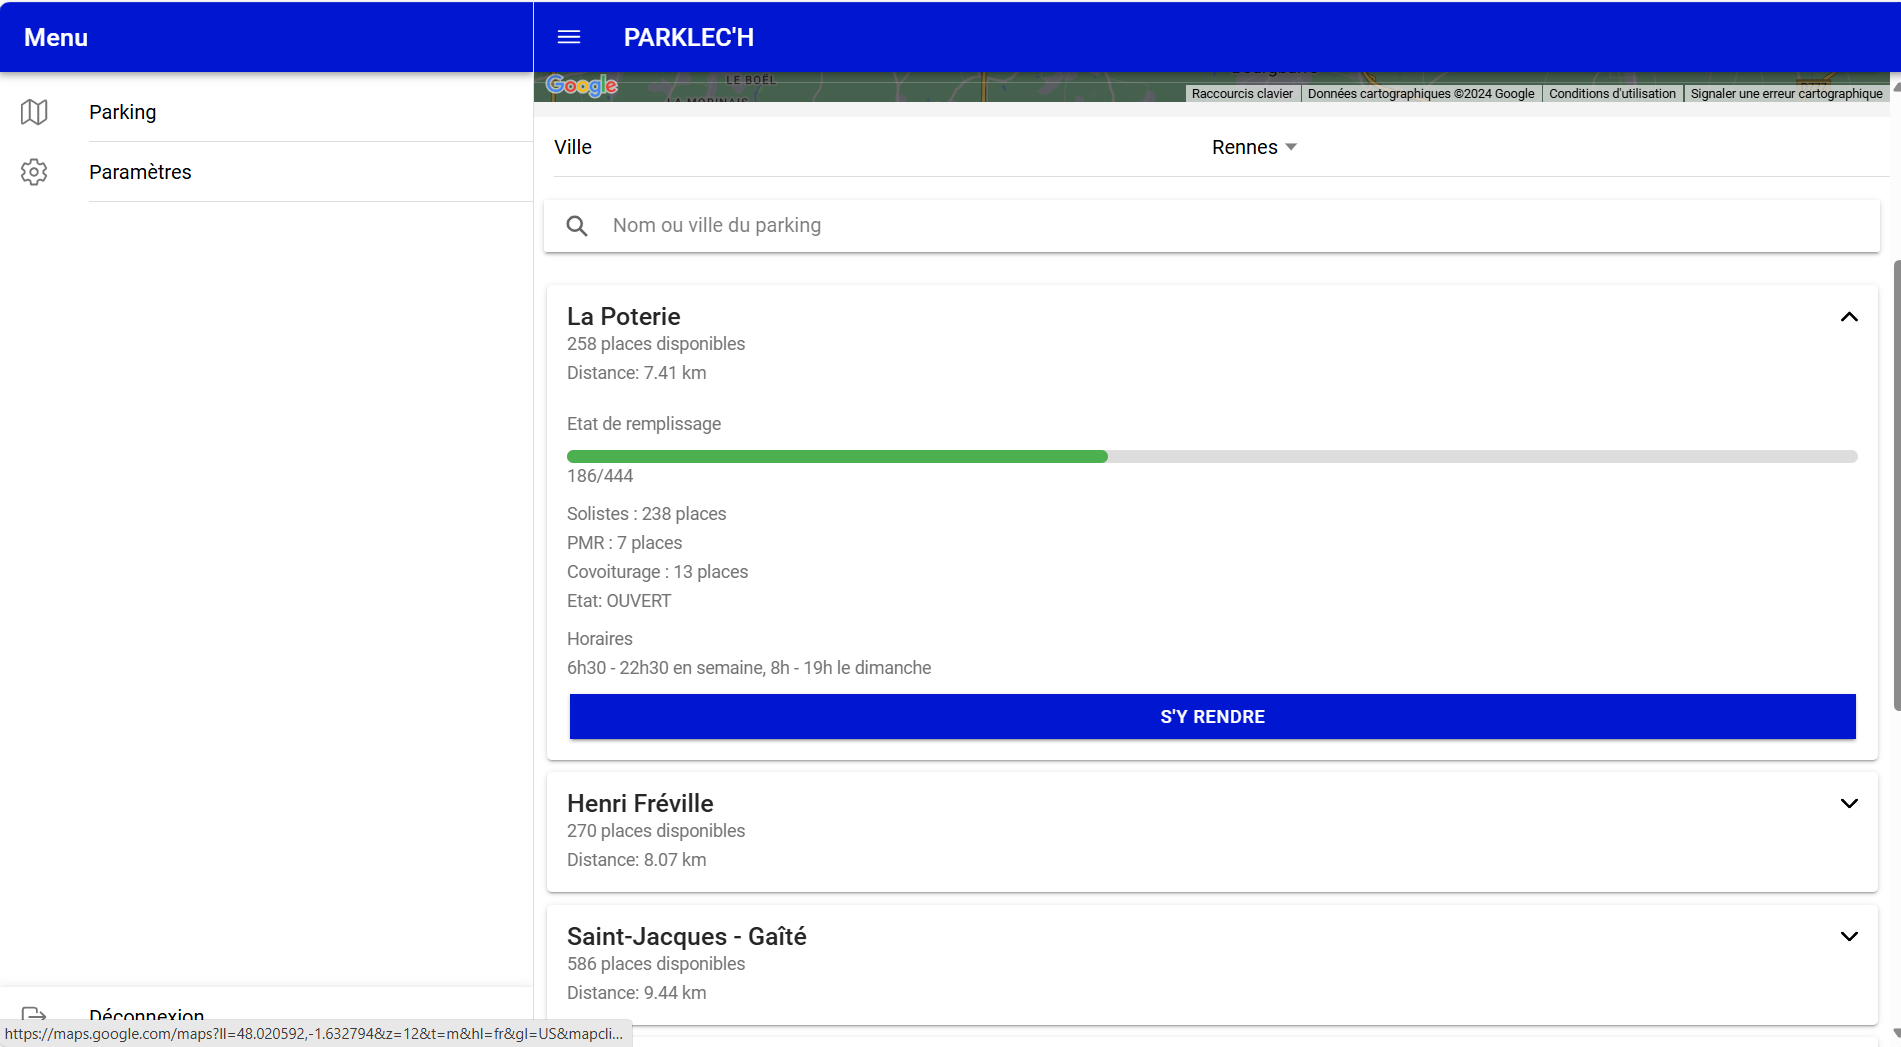 Menu
PARKLEC'H
Parking
Paramètres
LE BOËL
Google
Raccourcis clavier
Données cartographiques ©2024 Google
Conditions d'utilisation
Signaler une erreur cartographique
Ville
Rennes
Nom ou ville du parking
La Poterie
258 places disponibles
Distance: 7.41 km
Etat de remplissage
186/444
Solistes : 238 places
PMR : 7 places
Covoiturage : 13 places
Etat: OUVERT
Horaires
6h30 - 22h30 en semaine, 8h - 19h le dimanche
S'Y RENDRE
Henri Fréville
270 places disponibles
Distance: 8.07 km
Saint-Jacques - Gaîté
586 places disponibles
Distance: 9.44 km
Déconnexion
https://maps.google.com/maps?ll=48.020592,-1.632794&z=12&t=m&hl=fr&gl=US&mapcli...